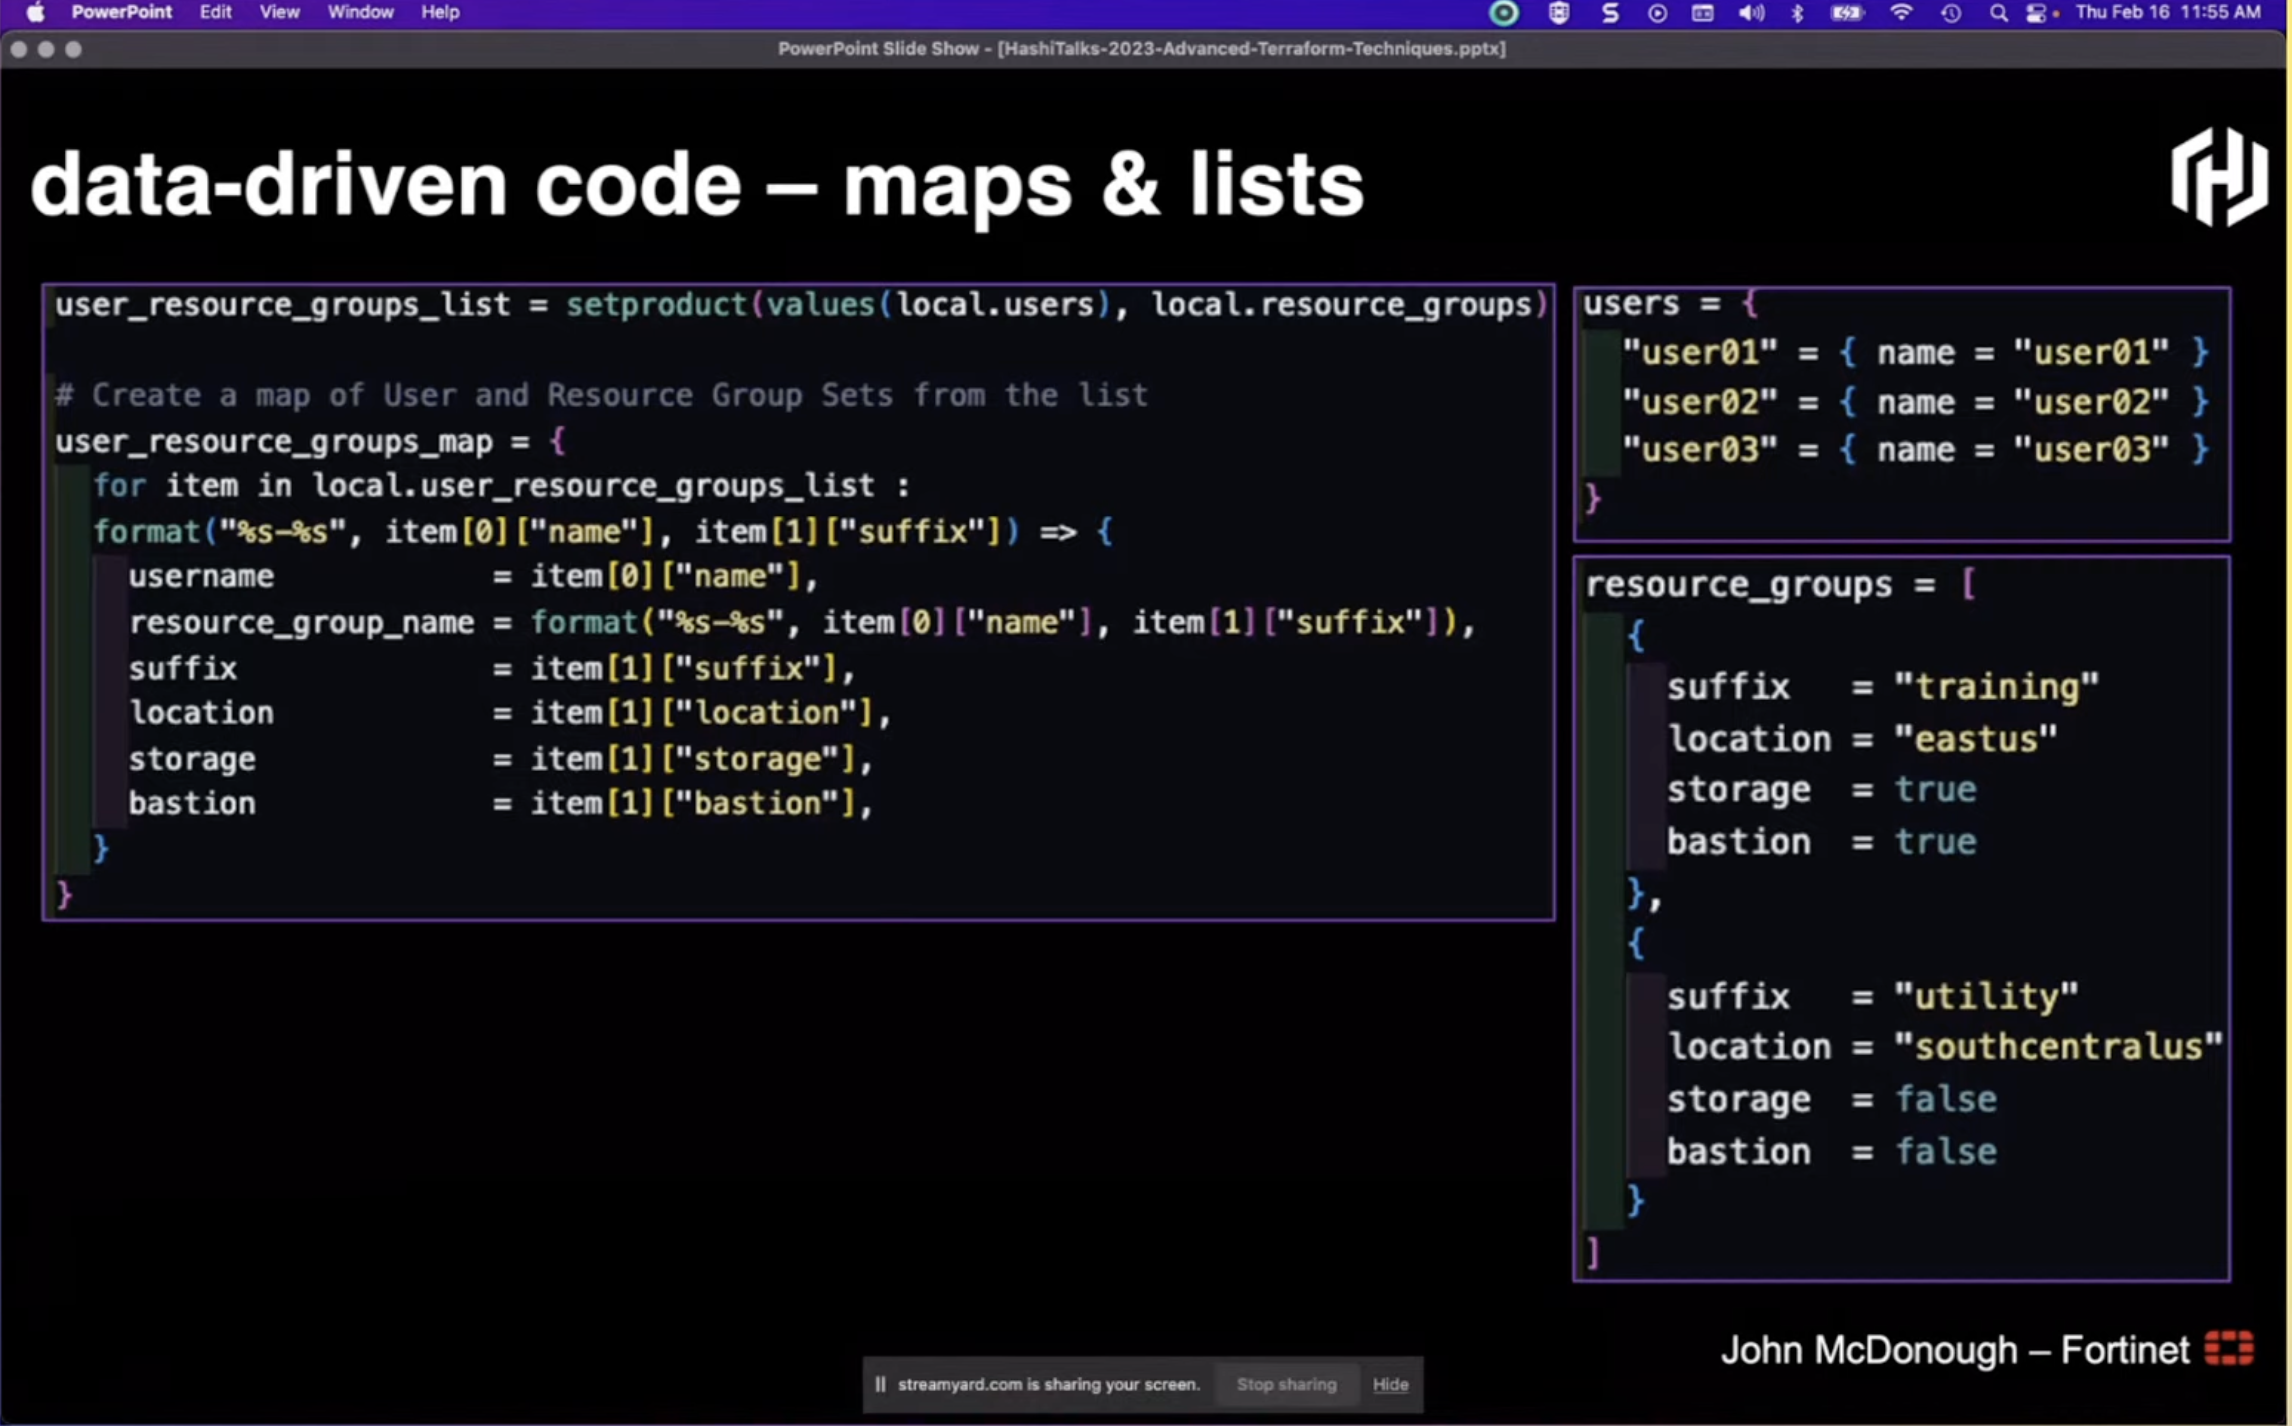 PowerPoint Edit View Window Help
Thu Feb 16 11:55 AM
PowerPoint Slide Show - [HashiTalks-2023-Advanced-Terraform-Techniques.pptx]
data-driven code – maps & lists
user_resource_groups_list = setproduct(values(local.users), local.resource_groups)
# Create a map of User and Resource Group Sets from the list
user_resource_groups_map = {
for item in local.user_resource_groups_list :
format("%s-%s", item[0]["name"], item[1]["suffix"]) => {
username = item[0]["name"],
resource_group_name = format("%s-%s", item[0]["name"], item[1]["suffix"]),
suffix = item[1]["suffix"],
location = item[1]["location"],
storage = item[1]["storage"],
bastion = item[1]["bastion"],
}
}
users = {
"user01" = { name = "user01" }
"user02" = { name = "user02" }
"user03" = { name = "user03" }
}
resource_groups = [
{
suffix = "training"
location = "eastus"
storage = true
bastion = true
},
{
suffix = "utility"
location = "southcentralus"
storage = false
bastion = false
}
]
John McDonough – Fortinet
streamyard.com is sharing your screen. Stop sharing Hide